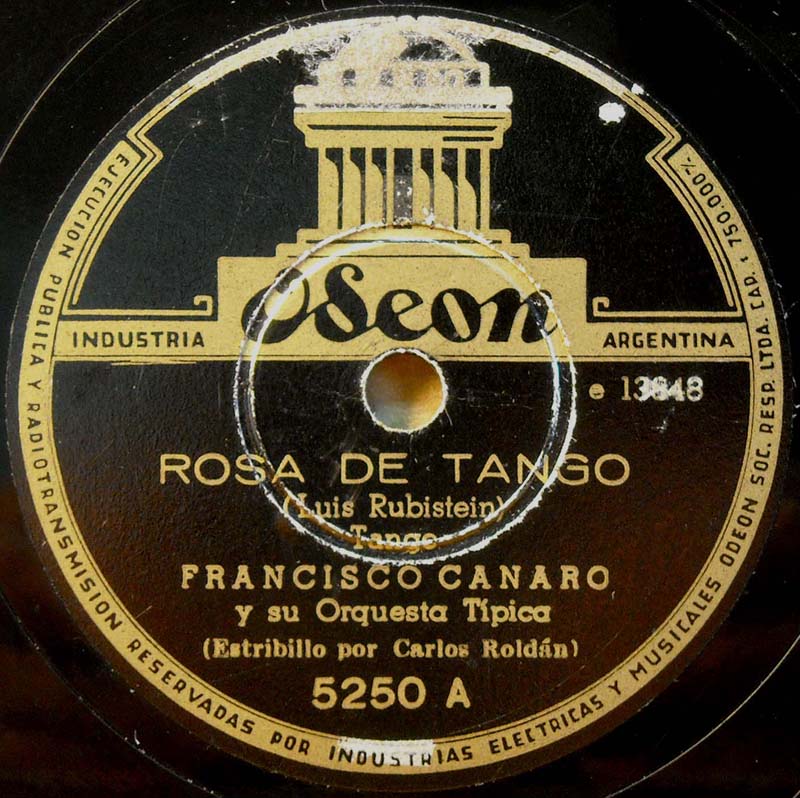 Odeon
INDUSTRIA ARGENTINA
ROSA DE TANGO
(Luis Rubistein)
Tango
FRANCISCO CANARO
y su Orquesta Típica
(Estribillo por Carlos Roldán)
5250 A
EJECUCION PUBLICA Y RADIOTRANSMISION RESERVADAS POR INDUSTRIAS ELECTRICAS Y MUSICALES ODEON SOC. RESP. LTDA. CAP.: 750.000%